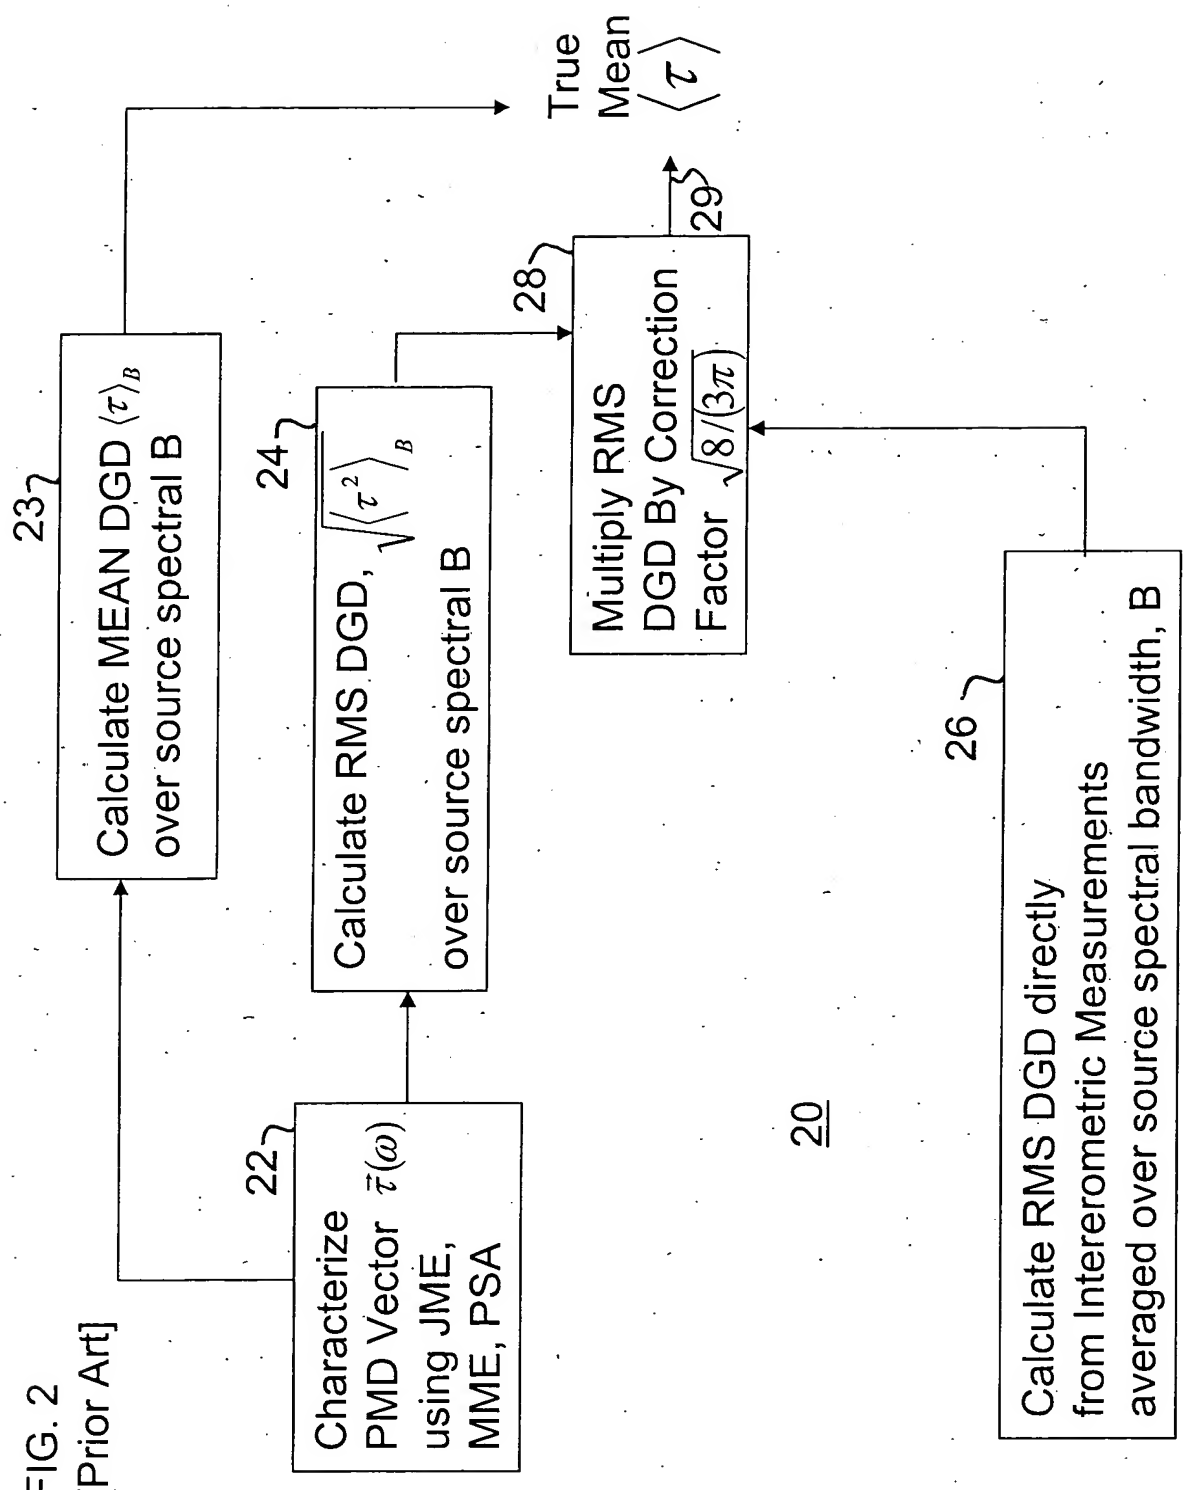 FIG. 2
[Prior Art]
22
Characterize
PMD Vector τ⃗(ω)
using JME,
MME, PSA
23
Calculate MEAN DGD ⟨τ⟩_B
over source spectral B
24
Calculate RMS DGD, √⟨τ²⟩_B
over source spectral B
28
Multiply RMS
DGD By Correction
Factor √8/(3π)
29
True
Mean
⟨τ⟩
20
26
Calculate RMS DGD directly
from Intererometric Measurements
averaged over source spectral bandwidth, B